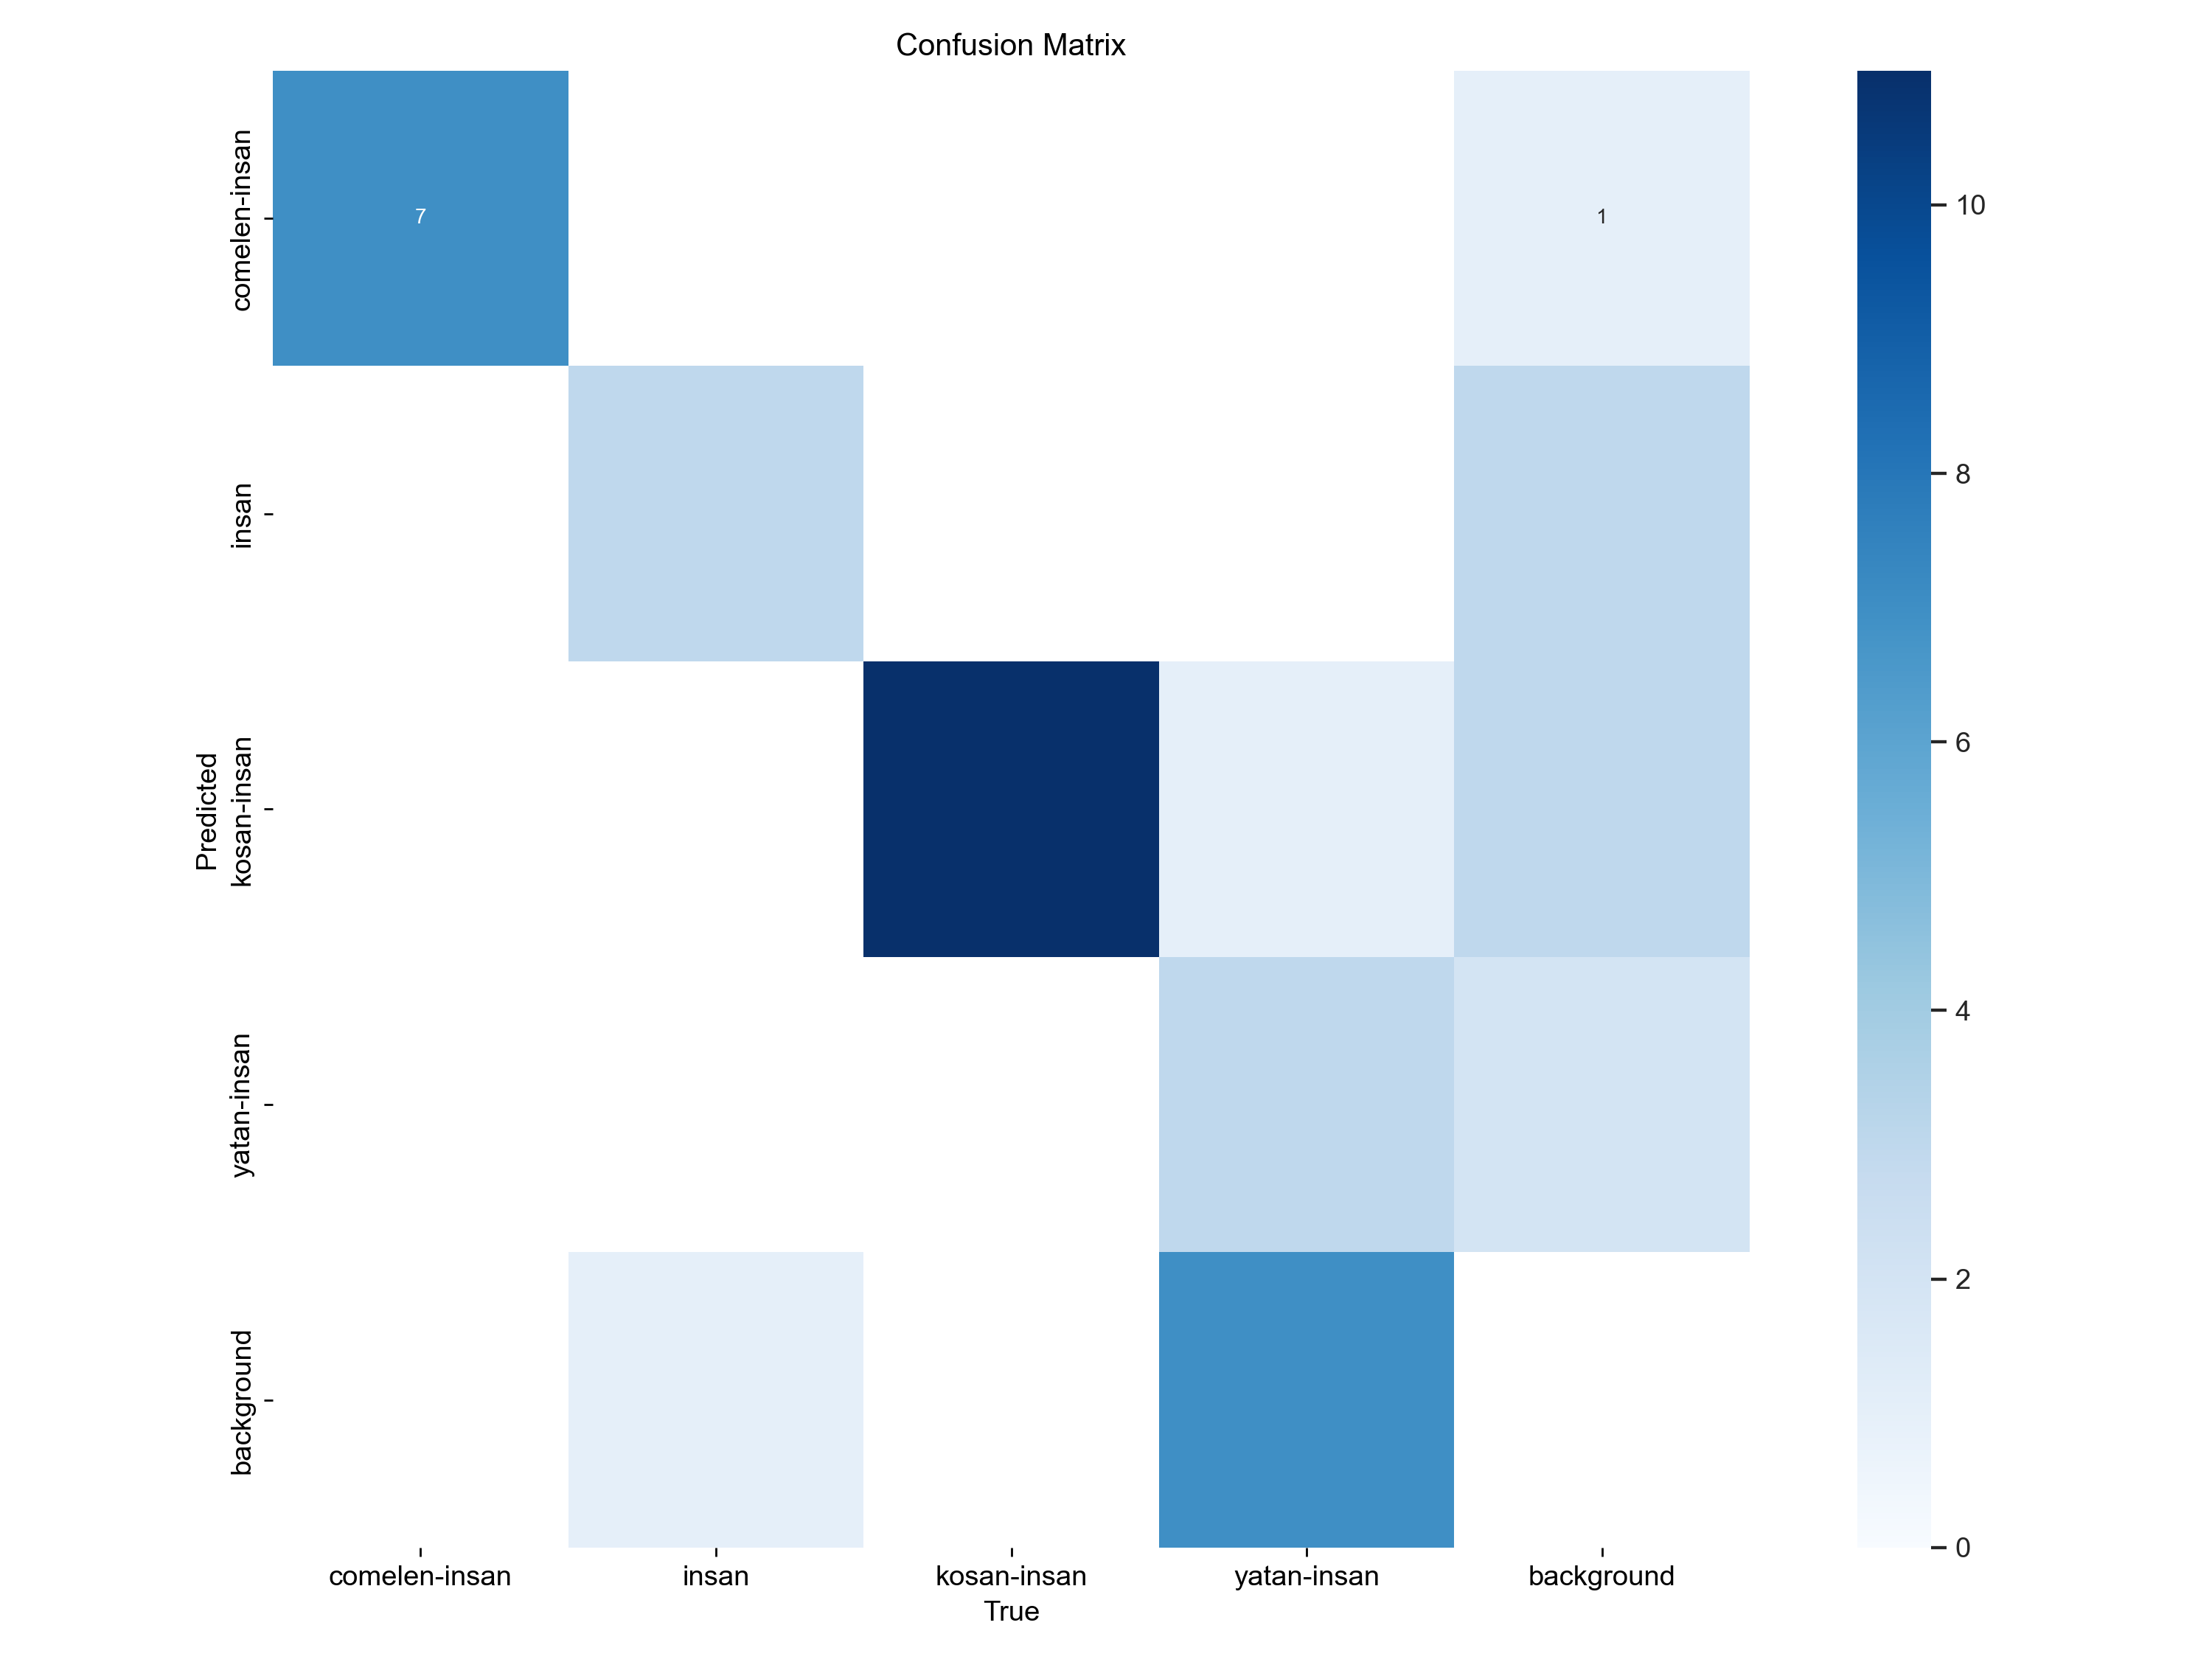 Confusion Matrix
comelen-insan
7
1
insan
Predicted
kosan-insan
yatan-insan
background
comelen-insan
insan
kosan-insan
yatan-insan
background
True
10
8
6
4
2
0